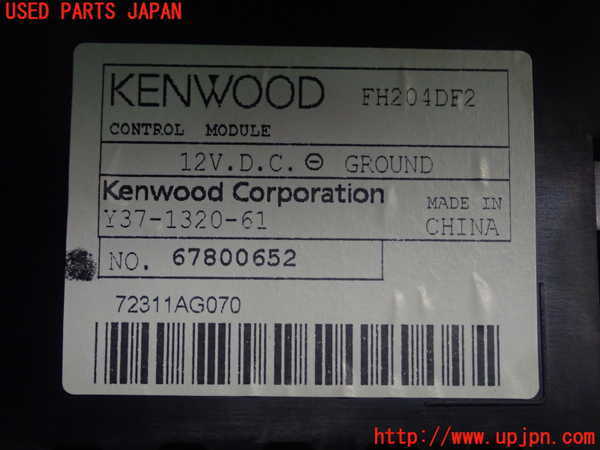 USED PARTS JAPAN
KENWOOD FH204DF2
CONTROL MODULE
12V.D.C. ⊖ GROUND
Kenwood Corporation
Y37-1320-61
MADE IN
CHINA
NO. 67800652
72311AG070
http://www.upjpn.com/